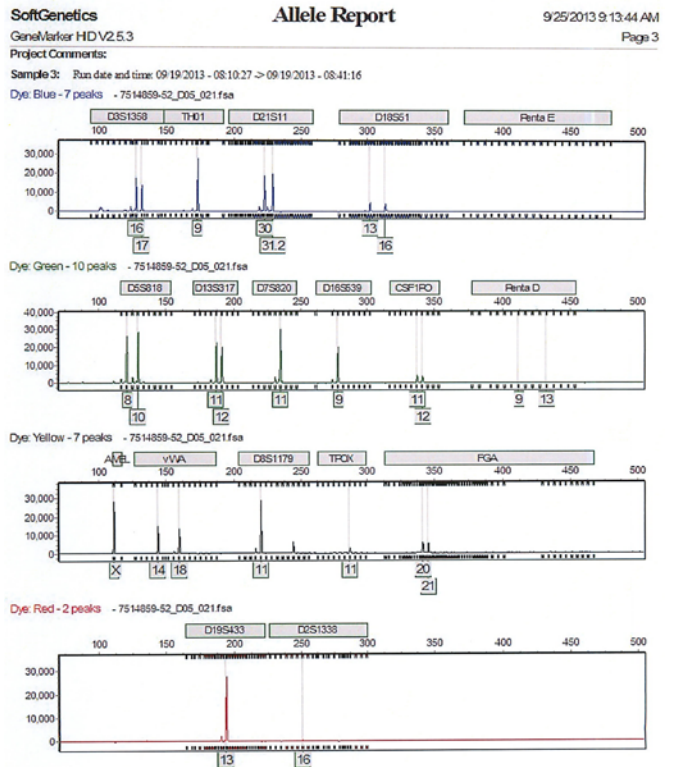 SoftGenetics Allele Report 9/25/2013 9:13:44 AM
GeneMarker HID V2.5.3 Page 3
Project Comments:
Sample 3: Run date and time: 09/19/2013 - 08:10:27 -> 09/19/2013 - 08:41:16
Dye: Blue - 7 peaks - 7514859-52_D05_021.fsa
D3S1358 TH01 D21S11 D18S51 Penta E
100 150 200 250 300 350 400 450 500
30,000
20,000
10,000
0
16 9 30 13
17 31.2 16
Dye: Green - 10 peaks - 7514859-52_D05_021.fsa
D5S818 D13S317 D7S820 D16S539 CSF1PO Penta D
100 150 200 250 300 350 400 450 500
40,000
30,000
20,000
10,000
0
8 11 11 9 11 9 13
10 12 12
Dye: Yellow - 7 peaks - 7514859-52_D05_021.fsa
AMEL vWA D8S1179 TPOX FGA
100 150 200 250 300 350 400 450 500
30,000
20,000
10,000
0
X 14 18 11 11 20
21
Dye: Red - 2 peaks - 7514859-52_D05_021.fsa
D19S433 D2S1338
100 150 200 250 300 350 400 450 500
30,000
20,000
10,000
0
13 16